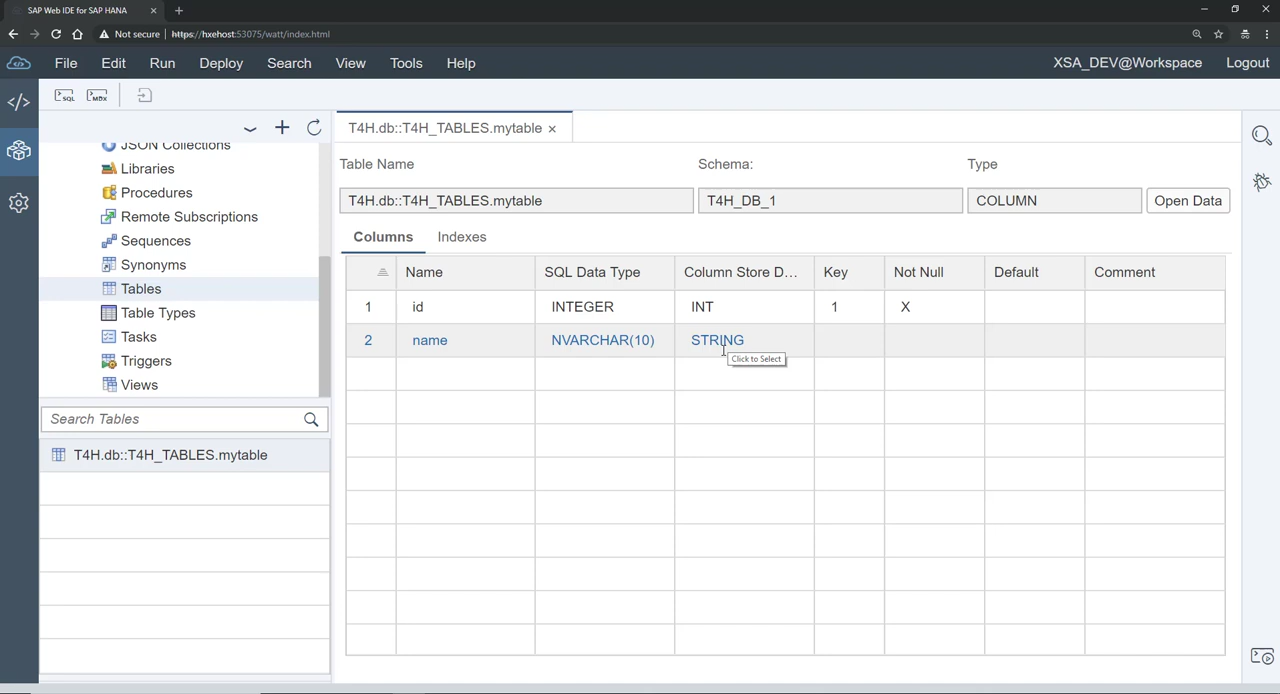 SAP Web IDE for SAP HANA
Not secure | https://hxehost:53075/watt/index.html
File Edit Run Deploy Search View Tools Help XSA_DEV@Workspace Logout
SQL MDX
JSON Collections
Libraries
Procedures
Remote Subscriptions
Sequences
Synonyms
Tables
Table Types
Tasks
Triggers
Views
Search Tables
T4H.db::T4H_TABLES.mytable
T4H.db::T4H_TABLES.mytable
Table Name Schema: Type
T4H.db::T4H_TABLES.mytable T4H_DB_1 COLUMN Open Data
Columns Indexes
Name SQL Data Type Column Store D... Key Not Null Default Comment
1 id INTEGER INT 1 X
2 name NVARCHAR(10) STRING
Click to Select